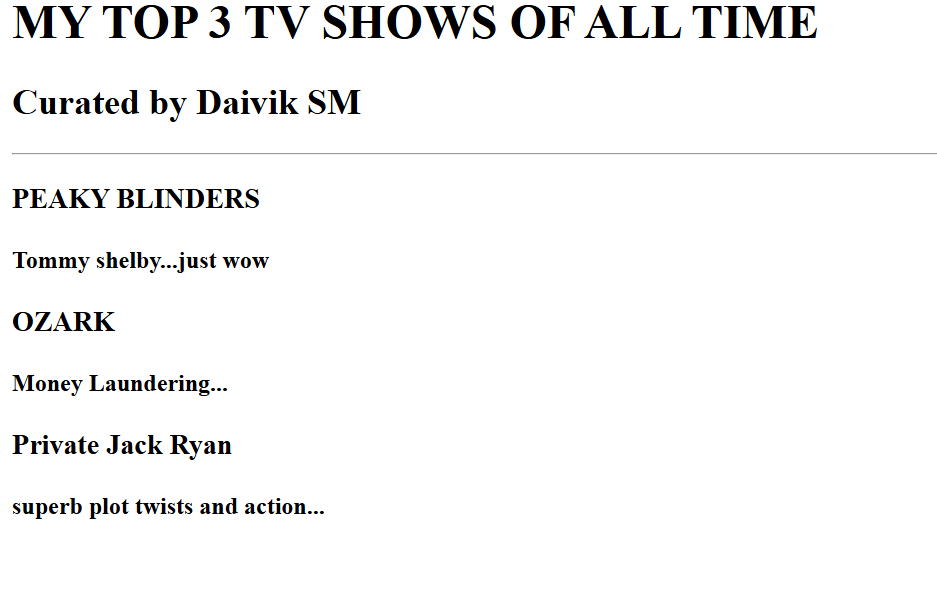 MY TOP 3 TV SHOWS OF ALL TIME
Curated by Daivik SM
PEAKY BLINDERS
Tommy shelby...just wow
OZARK
Money Laundering...
Private Jack Ryan
superb plot twists and action...